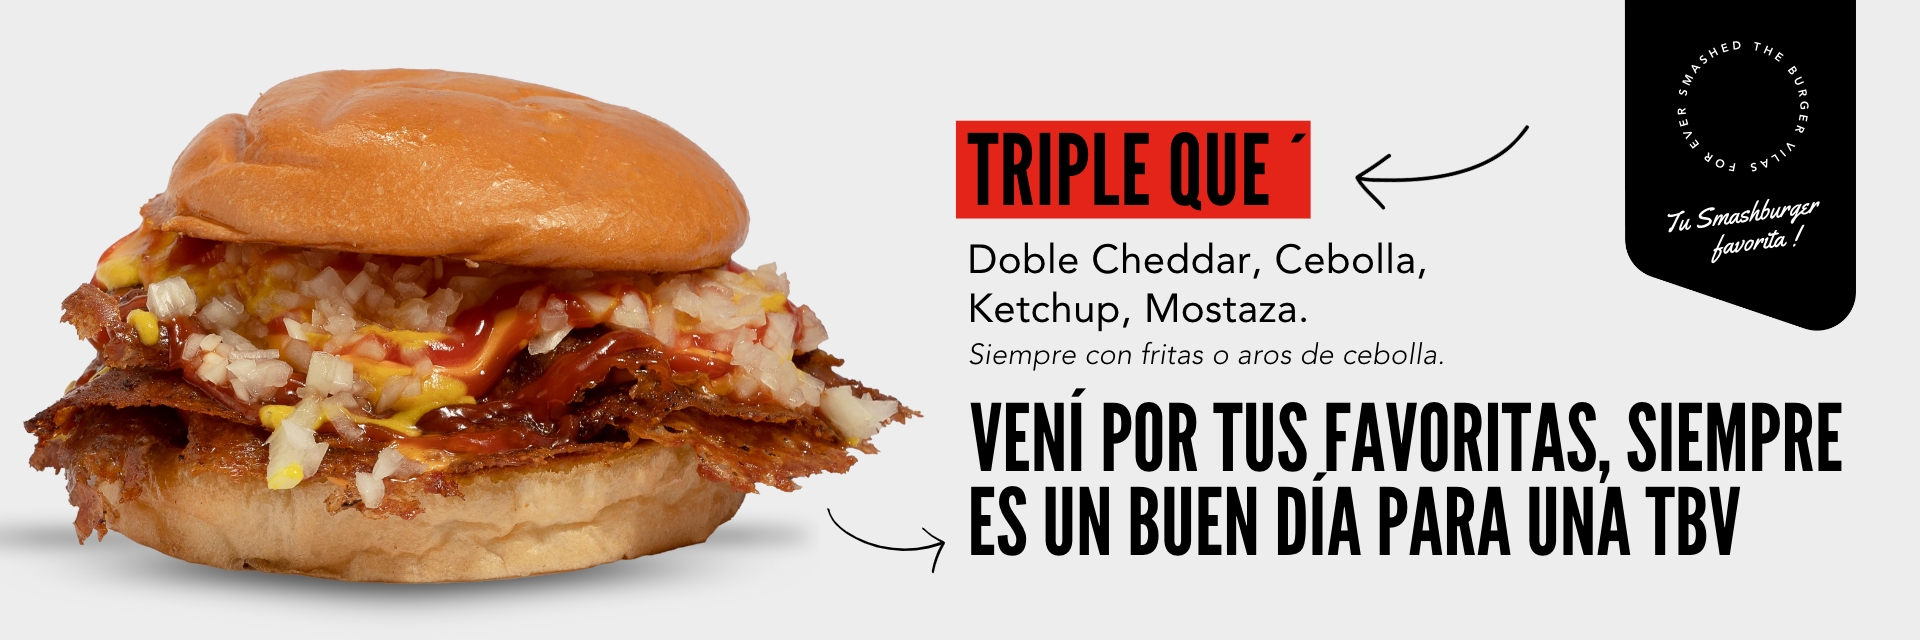 TRIPLE QUE ´
Doble Cheddar, Cebolla,
Ketchup, Mostaza.
Siempre con fritas o aros de cebolla.
VENÍ POR TUS FAVORITAS, SIEMPRE
ES UN BUEN DÍA PARA UNA TBV
SMASHED THE BURGER VILAS FOR EVER
Tu Smashburger
favorita !